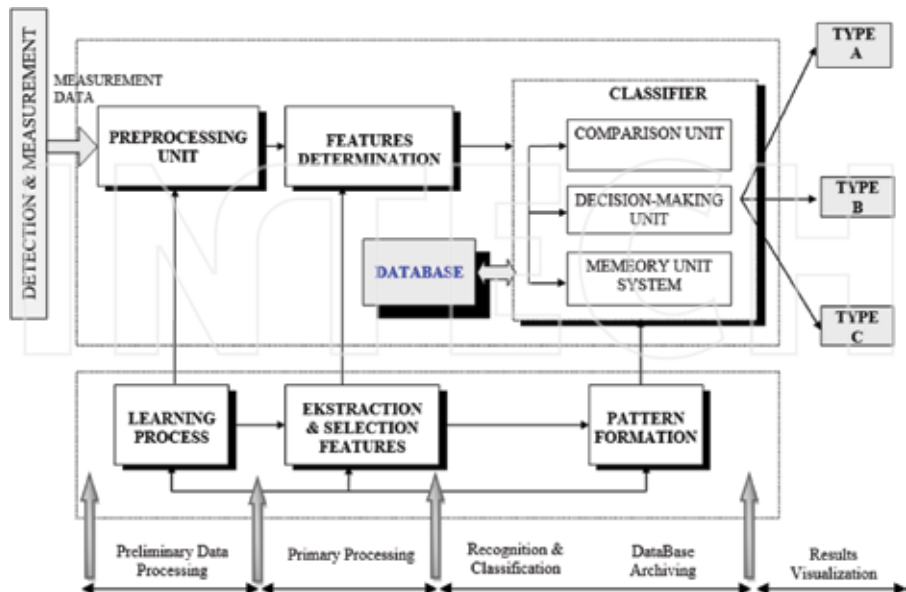 DETECTION & MEASUREMENT
MEASUREMENT
DATA
PREPROCESSING
UNIT
FEATURES
DETERMINATION
CLASSIFIER
COMPARISON UNIT
DECISION-MAKING
UNIT
MEMEORY UNIT
SYSTEM
DATABASE
TYPE
A
TYPE
B
TYPE
C
INTECH
LEARNING
PROCESS
EKSTRACTION
& SELECTION
FEATURES
PATTERN
FORMATION
Preliminary Data
Processing
Primary Processing
Recognition &
Classification
DataBase
Archiving
Results
Visualization